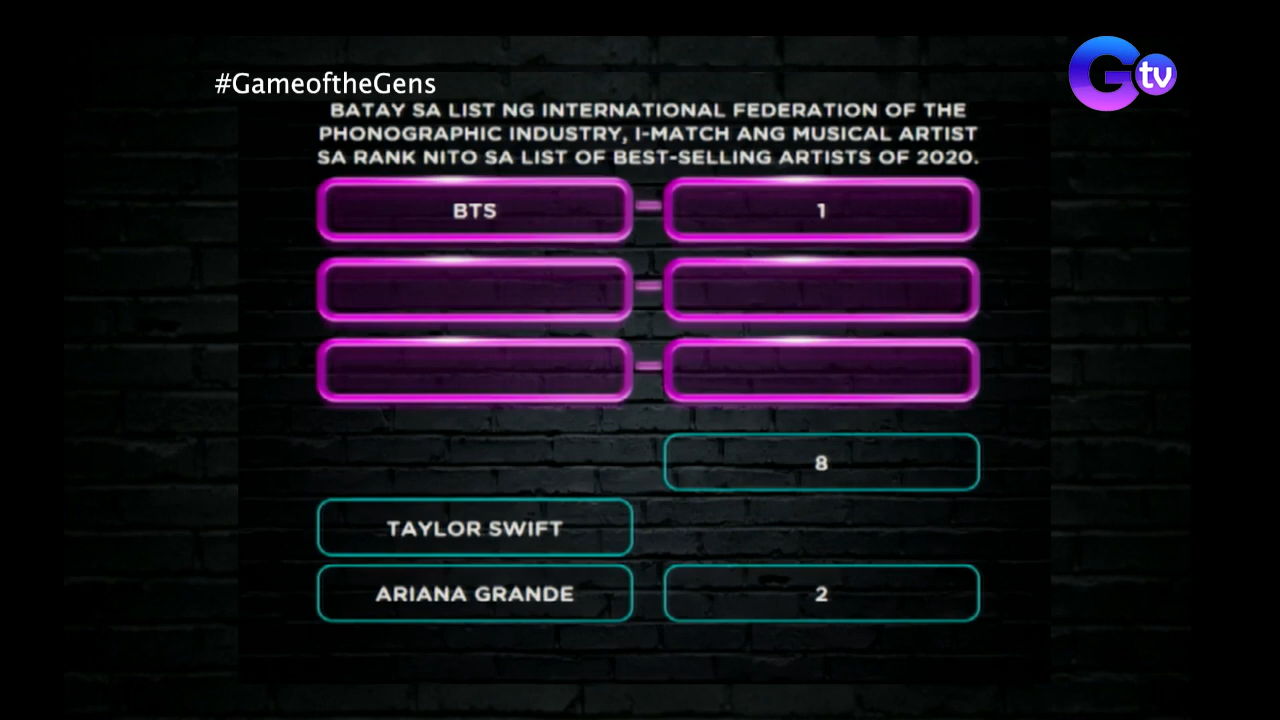 #GameoftheGens
Gtv
BATAY SA LIST NG INTERNATIONAL FEDERATION OF THE
PHONOGRAPHIC INDUSTRY, I-MATCH ANG MUSICAL ARTIST
SA RANK NITO SA LIST OF BEST-SELLING ARTISTS OF 2020.
BTS = 1
8
TAYLOR SWIFT
ARIANA GRANDE 2